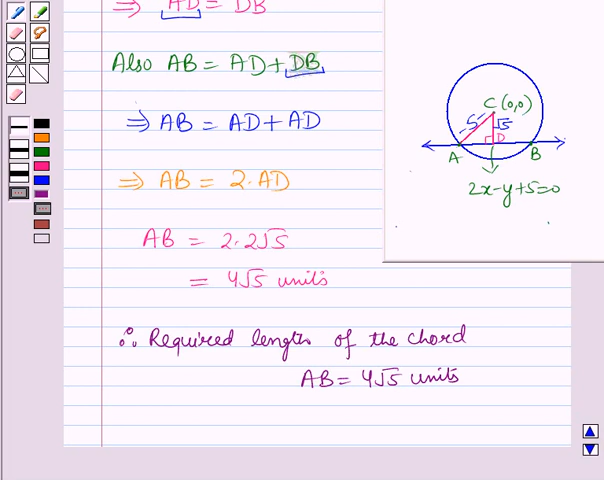 ⇒ AD = DB
Also AB = AD + DB
⇒ AB = AD + AD
⇒ AB = 2·AD
AB = 2·2√5
= 4√5 units
∴ Required length of the chord
AB = 4√5 units
C (0,0)
5
√5
D
A
B
2x-y+5=0